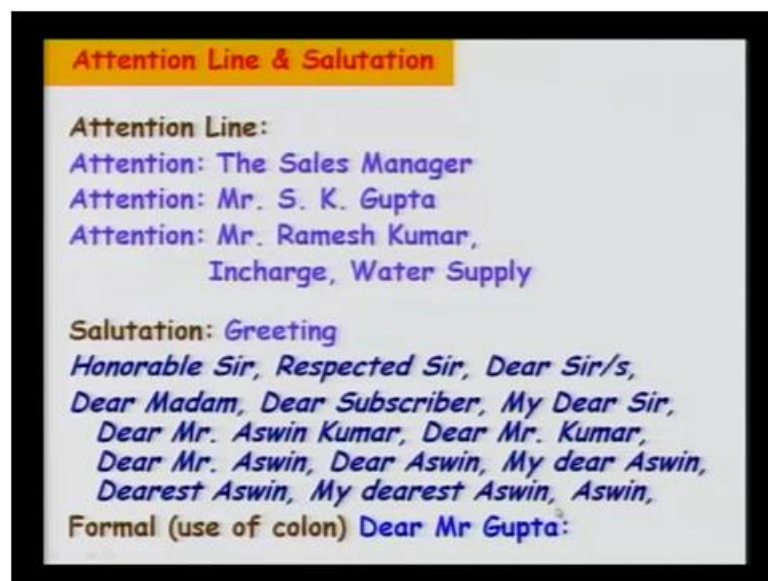 Attention Line & Salutation
Attention Line:
Attention: The Sales Manager
Attention: Mr. S. K. Gupta
Attention: Mr. Ramesh Kumar,
Incharge, Water Supply
Salutation: Greeting
Honorable Sir, Respected Sir, Dear Sir/s,
Dear Madam, Dear Subscriber, My Dear Sir,
Dear Mr. Aswin Kumar, Dear Mr. Kumar,
Dear Mr. Aswin, Dear Aswin, My dear Aswin,
Dearest Aswin, My dearest Aswin, Aswin,
Formal (use of colon) Dear Mr Gupta: